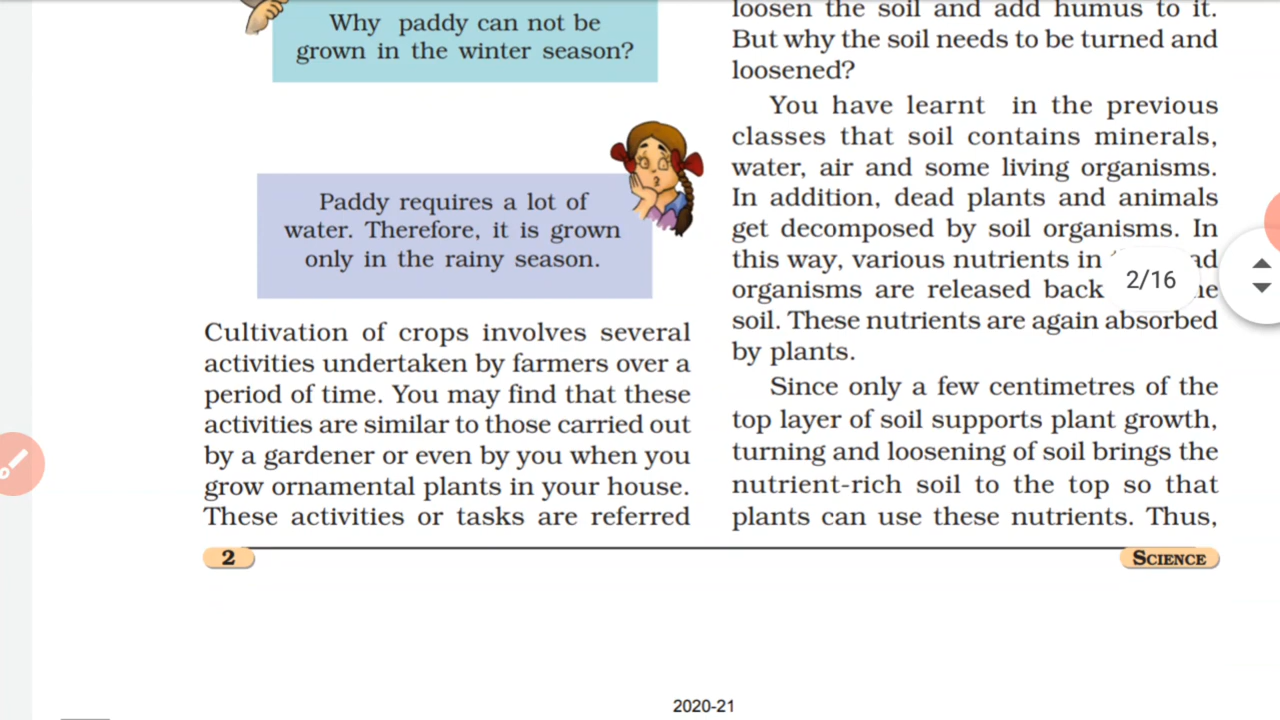 Why paddy can not be
grown in the winter season?
Paddy requires a lot of
water. Therefore, it is grown
only in the rainy season.
Cultivation of crops involves several
activities undertaken by farmers over a
period of time. You may find that these
activities are similar to those carried out
by a gardener or even by you when you
grow ornamental plants in your house.
These activities or tasks are referred
loosen the soil and add humus to it.
But why the soil needs to be turned and
loosened?
You have learnt in the previous
classes that soil contains minerals,
water, air and some living organisms.
In addition, dead plants and animals
get decomposed by soil organisms. In
this way, various nutrients in
organisms are released back
soil. These nutrients are again absorbed
by plants.
Since only a few centimetres of the
top layer of soil supports plant growth,
turning and loosening of soil brings the
nutrient-rich soil to the top so that
plants can use these nutrients. Thus,
2/16
2
SCIENCE
2020-21